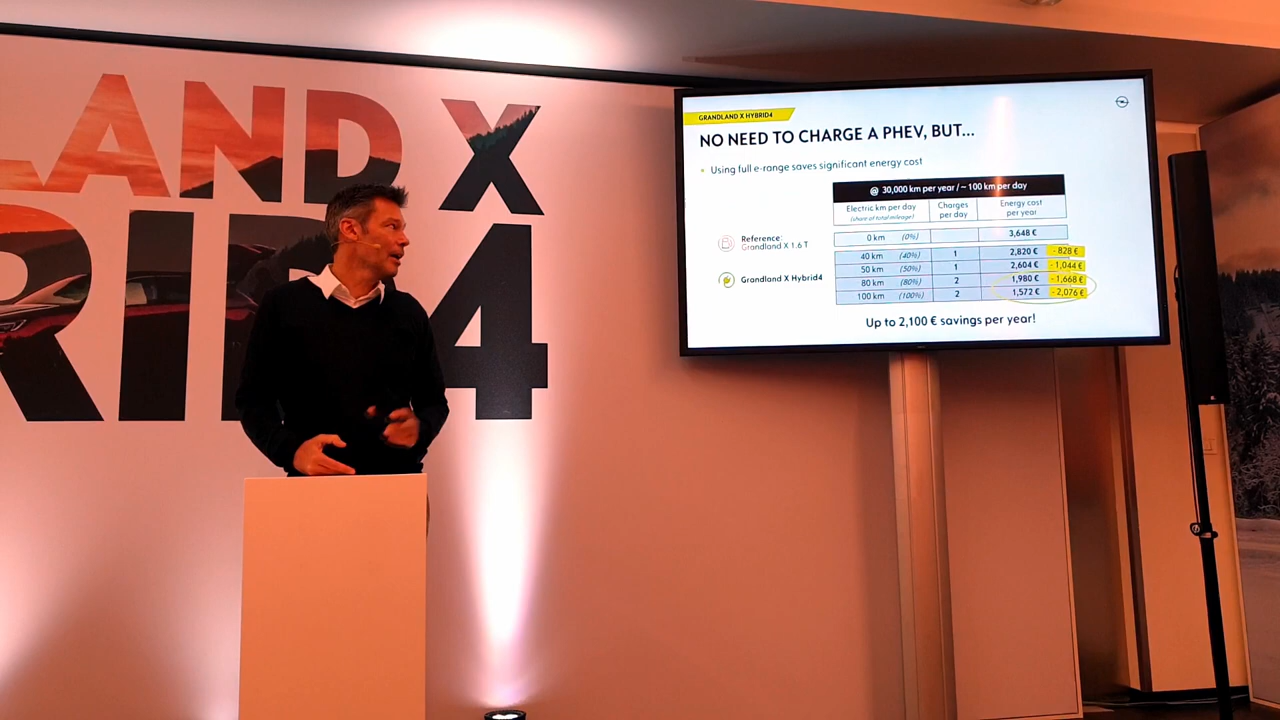 LAND X
RID 4
GRANDLAND X HYBRID4
NO NEED TO CHARGE A PHEV, BUT...
• Using full e-range saves significant energy cost
@ 30,000 km per year / ~ 100 km per day
Electric km per day (share of total mileage) Charges per day Energy cost per year
Reference: Grandland X 1.6 T 0 km (0%) 3,648 €
Grandland X Hybrid4
40 km (40%) 1 2,820 € - 828 €
50 km (50%) 1 2,604 € - 1,044 €
80 km (80%) 2 1,980 € - 1,668 €
100 km (100%) 2 1,572 € - 2,076 €
Up to 2,100 € savings per year!